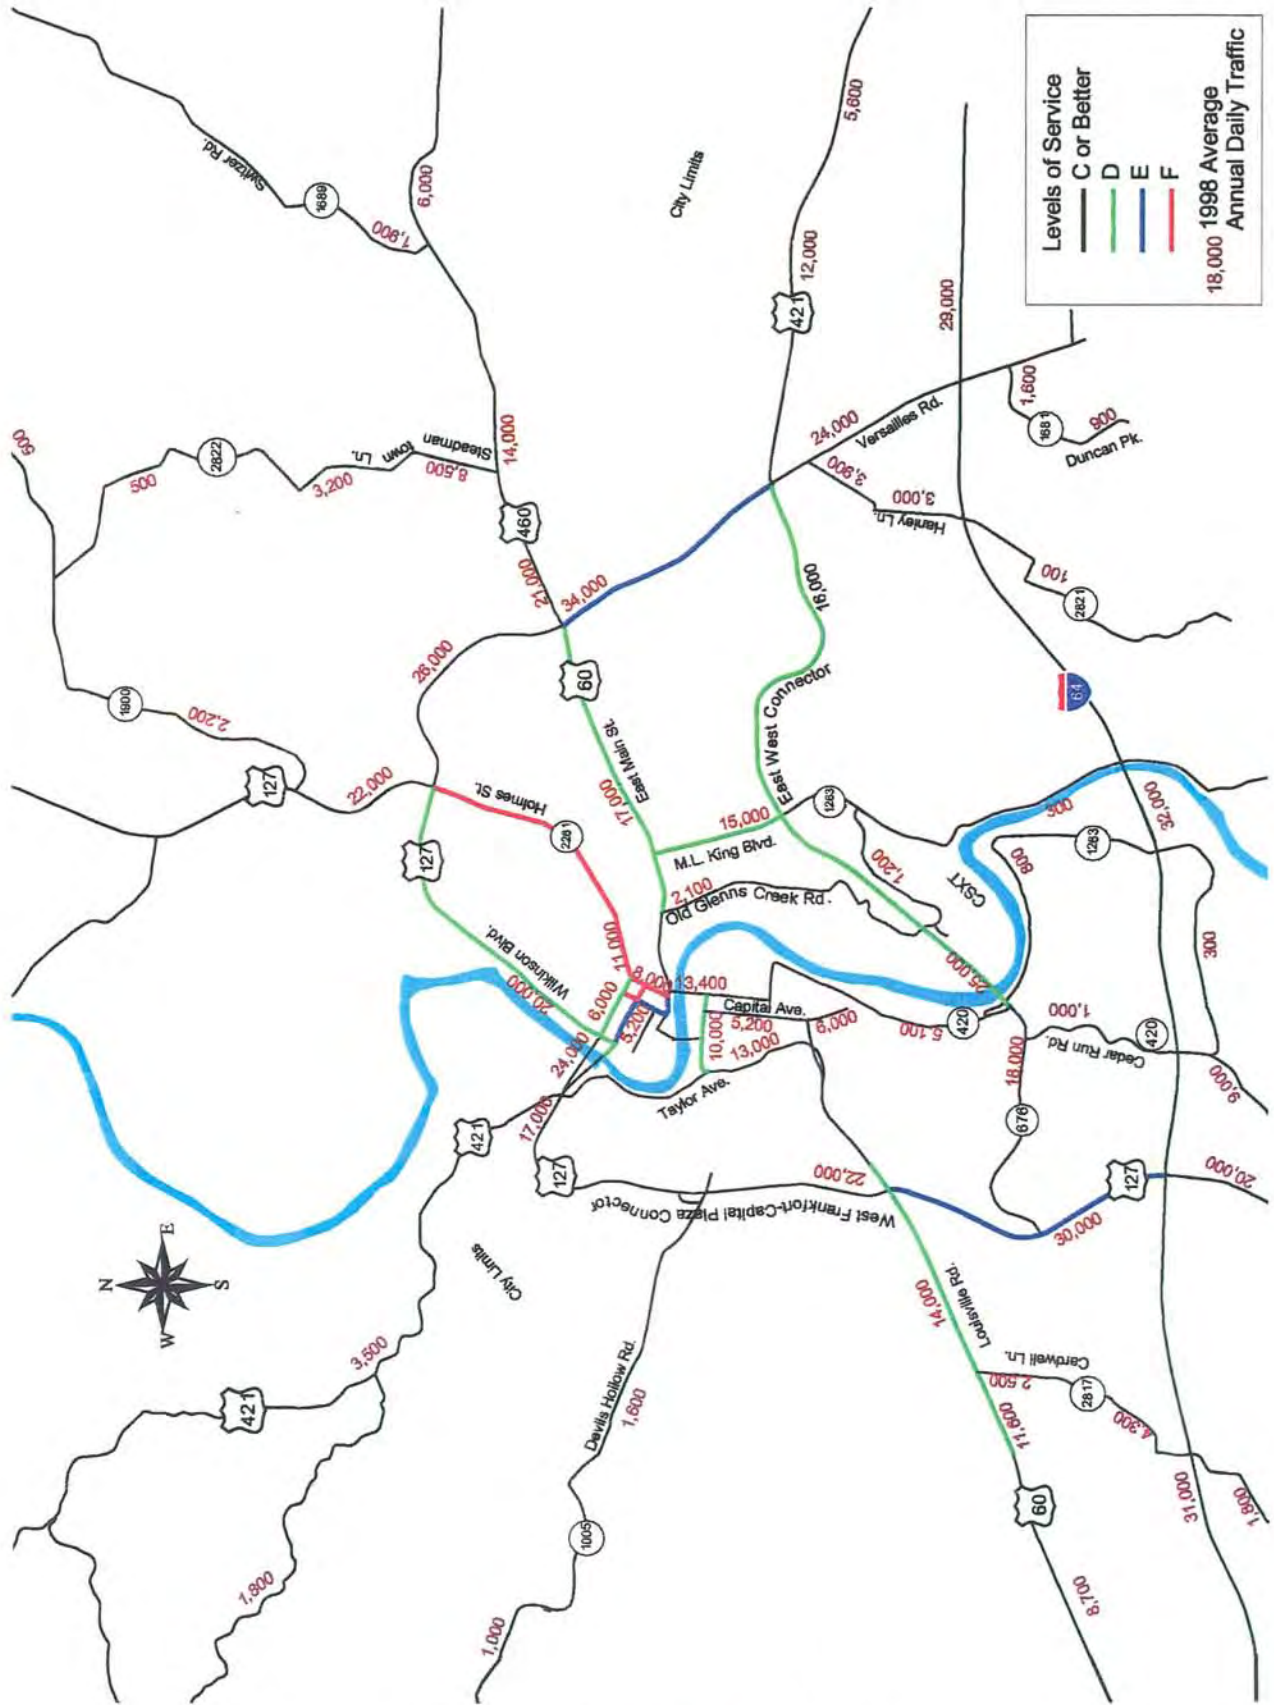 Levels of Service
C or Better
D
E
F
18,000 1998 Average
Annual Daily Traffic
Switzer Rd.
1689
1,900
6,000
City Limits
5,600
12,000
421
29,000
500
2822
500
3,200
Steadman
town
Ln.
8,500
14,000
460
21,000
34,000
24,000
Versailles Rd.
1,600
1681
900
Duncan Pk.
3,900
3,000
Hanley Ln.
100
2821
16,000
East West Connector
64
26,000
60
East Main St.
17,000
1900
2,200
127
22,000
Holmes St.
2261
127
Wilkinson Blvd.
20,000
11,000
6,000
8,000
13,400
5,200
24,000
15,000
M.L. King Blvd.
2,100
Old Glenns Creek Rd.
1263
1,200
CSXT
300
32,000
800
1263
300
25,000
Capital Ave.
5,200
10,000
13,000
6,000
5,100
420
1,000
Cedar Run Rd.
420
9,000
18,000
676
Taylor Ave.
17,000
421
127
West Frankfort-Capital Plaza Connector
22,000
30,000
127
20,000
N
E
S
W
City Limits
3,500
421
1,800
Devils Hollow Rd.
1,600
1005
1,000
14,000
Louisville Rd.
Cardwell Ln.
2,500
2817
4,300
11,600
60
8,700
31,000
1,800